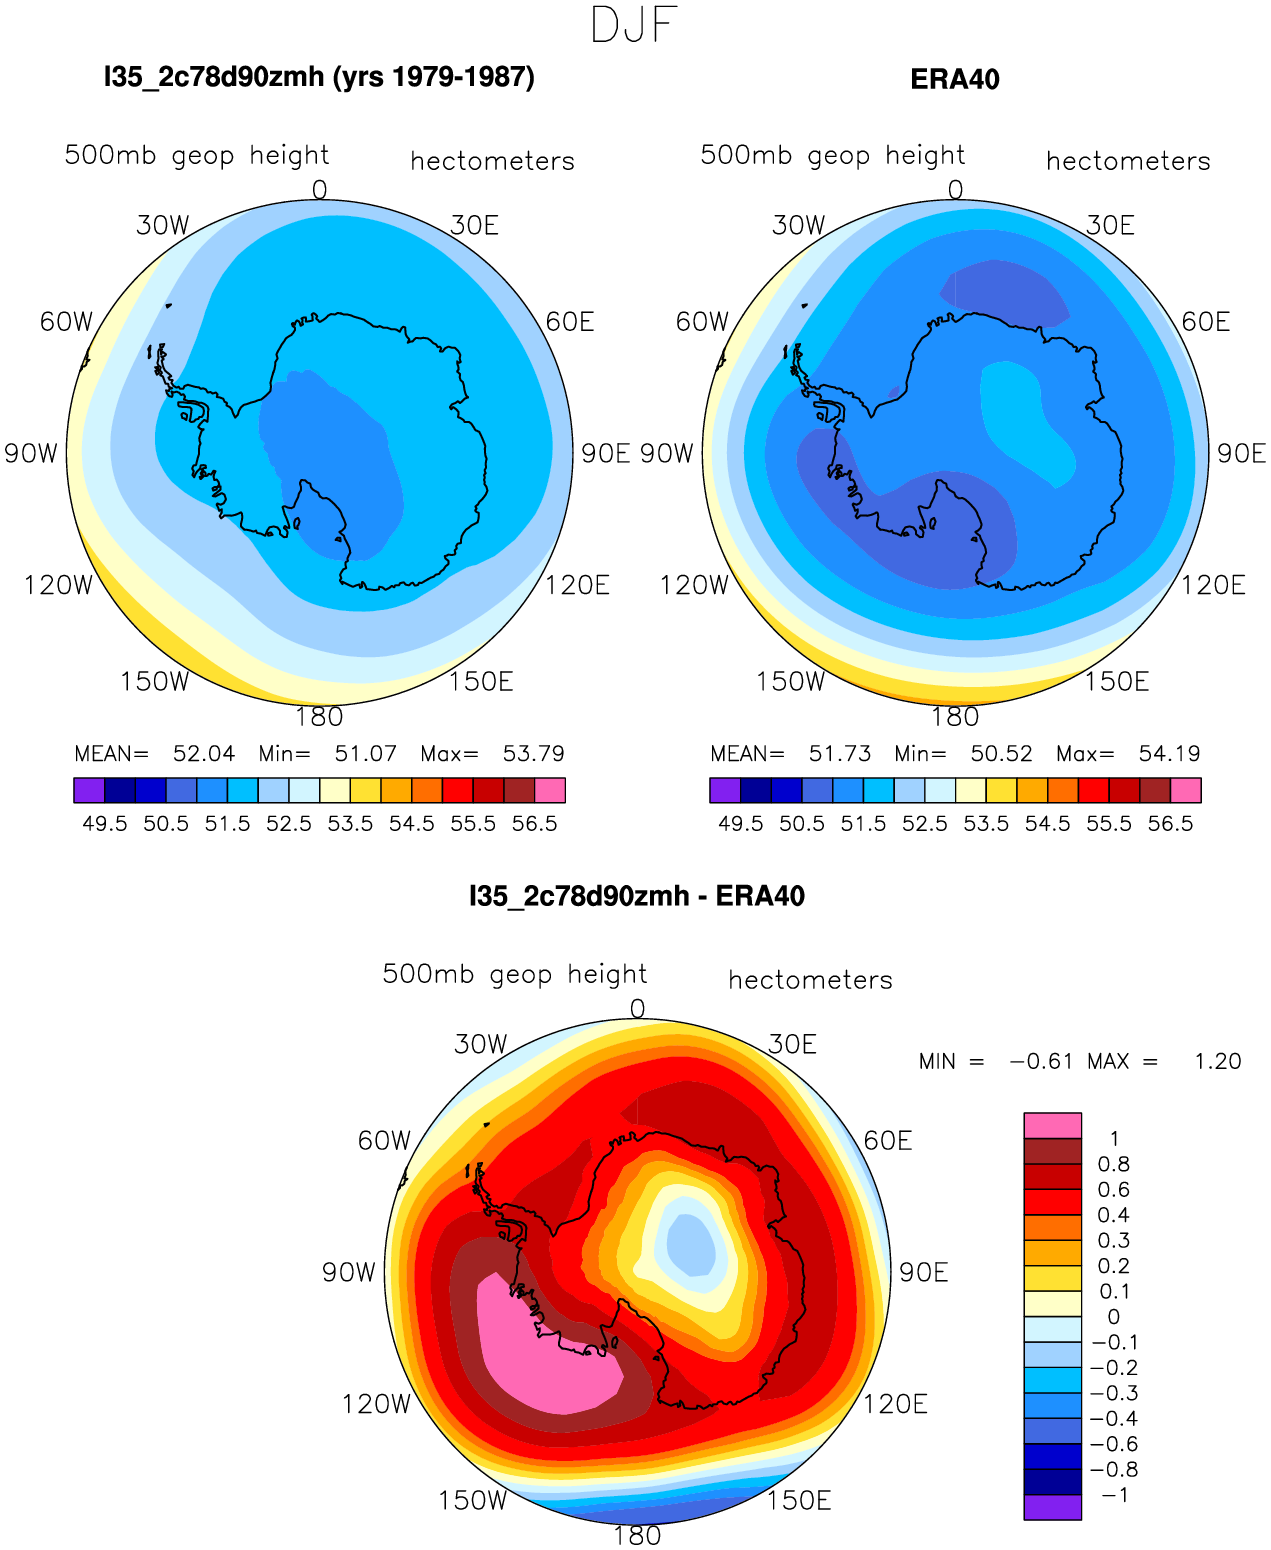 DJF
I35_2c78d90zmh (yrs 1979-1987)
500mb geop height hectometers
0
30W 30E
60W 60E
90W 90E
120W 120E
150W 150E
180
MEAN= 52.04 Min= 51.07 Max= 53.79
49.5 50.5 51.5 52.5 53.5 54.5 55.5 56.5
ERA40
500mb geop height hectometers
0
30W 30E
60W 60E
90W 90E
120W 120E
150W 150E
180
MEAN= 51.73 Min= 50.52 Max= 54.19
49.5 50.5 51.5 52.5 53.5 54.5 55.5 56.5
I35_2c78d90zmh - ERA40
500mb geop height hectometers
0
30W 30E
60W 60E
90W 90E
120W 120E
150W 150E
180
MIN = -0.61 MAX = 1.20
1
0.8
0.6
0.4
0.3
0.2
0.1
0
-0.1
-0.2
-0.3
-0.4
-0.6
-0.8
-1